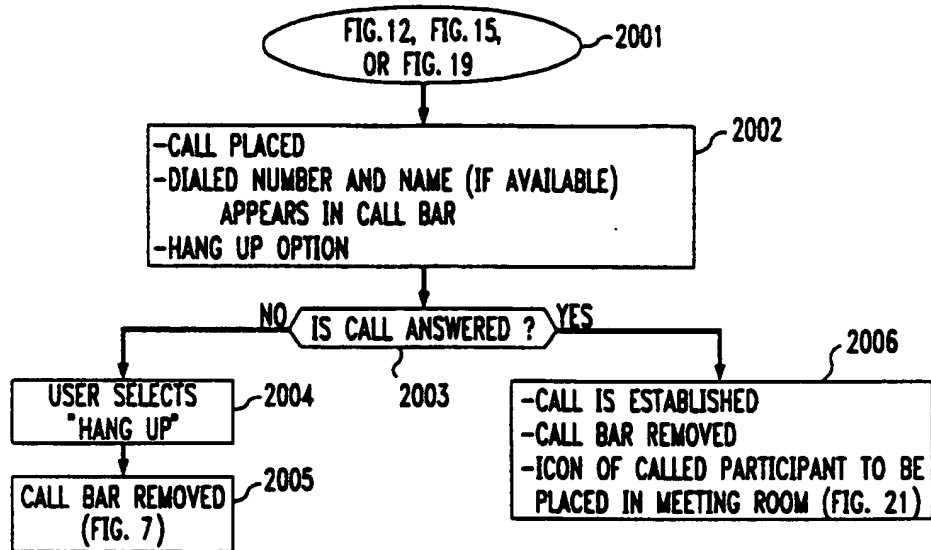 FIG. 12, FIG. 15,
OR FIG. 19
2001
2002
-CALL PLACED
-DIALED NUMBER AND NAME (IF AVAILABLE)
APPEARS IN CALL BAR
-HANG UP OPTION
NO
IS CALL ANSWERED ?
YES
2003
2004
USER SELECTS
"HANG UP"
2005
CALL BAR REMOVED
(FIG. 7)
2006
-CALL IS ESTABLISHED
-CALL BAR REMOVED
-ICON OF CALLED PARTICIPANT TO BE
PLACED IN MEETING ROOM (FIG. 21)